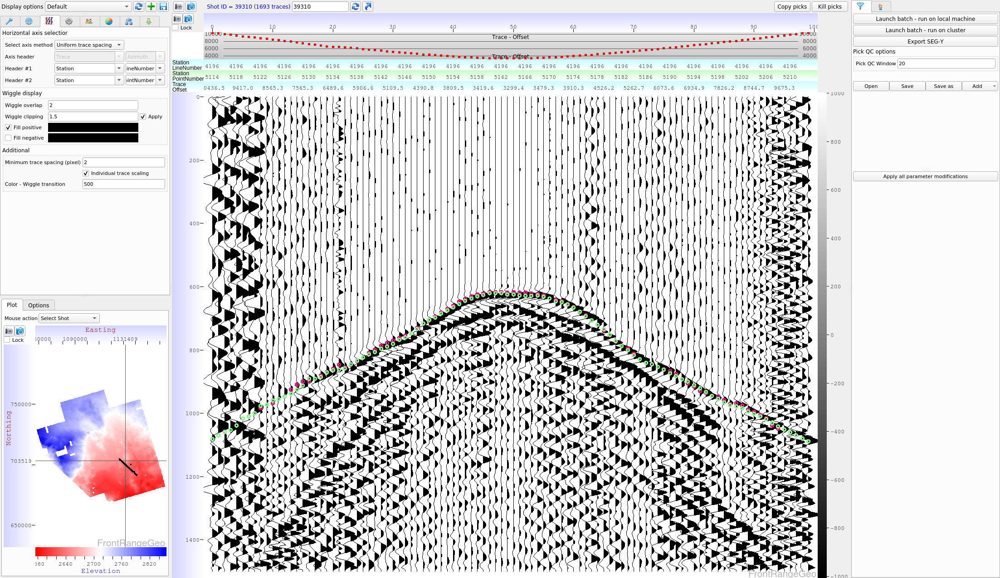 Display options Default
Shot ID = 39310 (1693 traces) 39310
Copy picks Kill picks
Lock
Horizontal axis selection
Select axis method Uniform trace spacing
Axis header Trace Azimuth
Header #1 Station ineNumber
Header #2 Station intNumber
Wiggle display
Wiggle overlap 2
Wiggle clipping 1.5 Apply
Fill positive
Fill negative
Additional
Minimum trace spacing (pixel) 2
Individual trace scaling
Color - Wiggle transition 500
Plot Options
Mouse action Select Shot
Lock
Easting
50000 1090000 1131409
Northing
750000
703519
650000
FrontRangeGeo
580 2640 2700 2760 2820
Elevation
0 10 20 30 40 50 60 70 80 90 100
10000 Trace - Offset 10000
8000 8000
6000 6000
4000 Trace - Offset 4000
Station
LineNumber 4196 4196 4196 4196 4196 4196 4196 4196 4196 4196 4196 4196 4196 4196 4196 4196 4196 4196 4196 4196 4196 4196 4196 4196 4196
Station
PointNumber 5114 5118 5122 5126 5130 5134 5138 5142 5146 5150 5154 5158 5162 5166 5170 5174 5178 5182 5186 5190 5194 5198 5202 5206 5210
Trace
Offset 0436.5 9417.0 8565.3 7565.3 6489.6 5906.6 5109.5 4390.8 3809.5 3419.6 3299.4 3479.3 3910.3 4526.2 5262.7 6073.6 6934.9 7826.2 8744.7 9675.3
0
200
400
600
800
1000
1200
1400
FrontRangeGeo
1000
800
600
400
200
0
-200
-400
-600
-800
-1000
Launch batch - run on local machine
Launch batch - run on cluster
Export SEG-Y
Pick QC options
Pick QC Window 20
Open Save Save as Add
Apply all parameter modifications